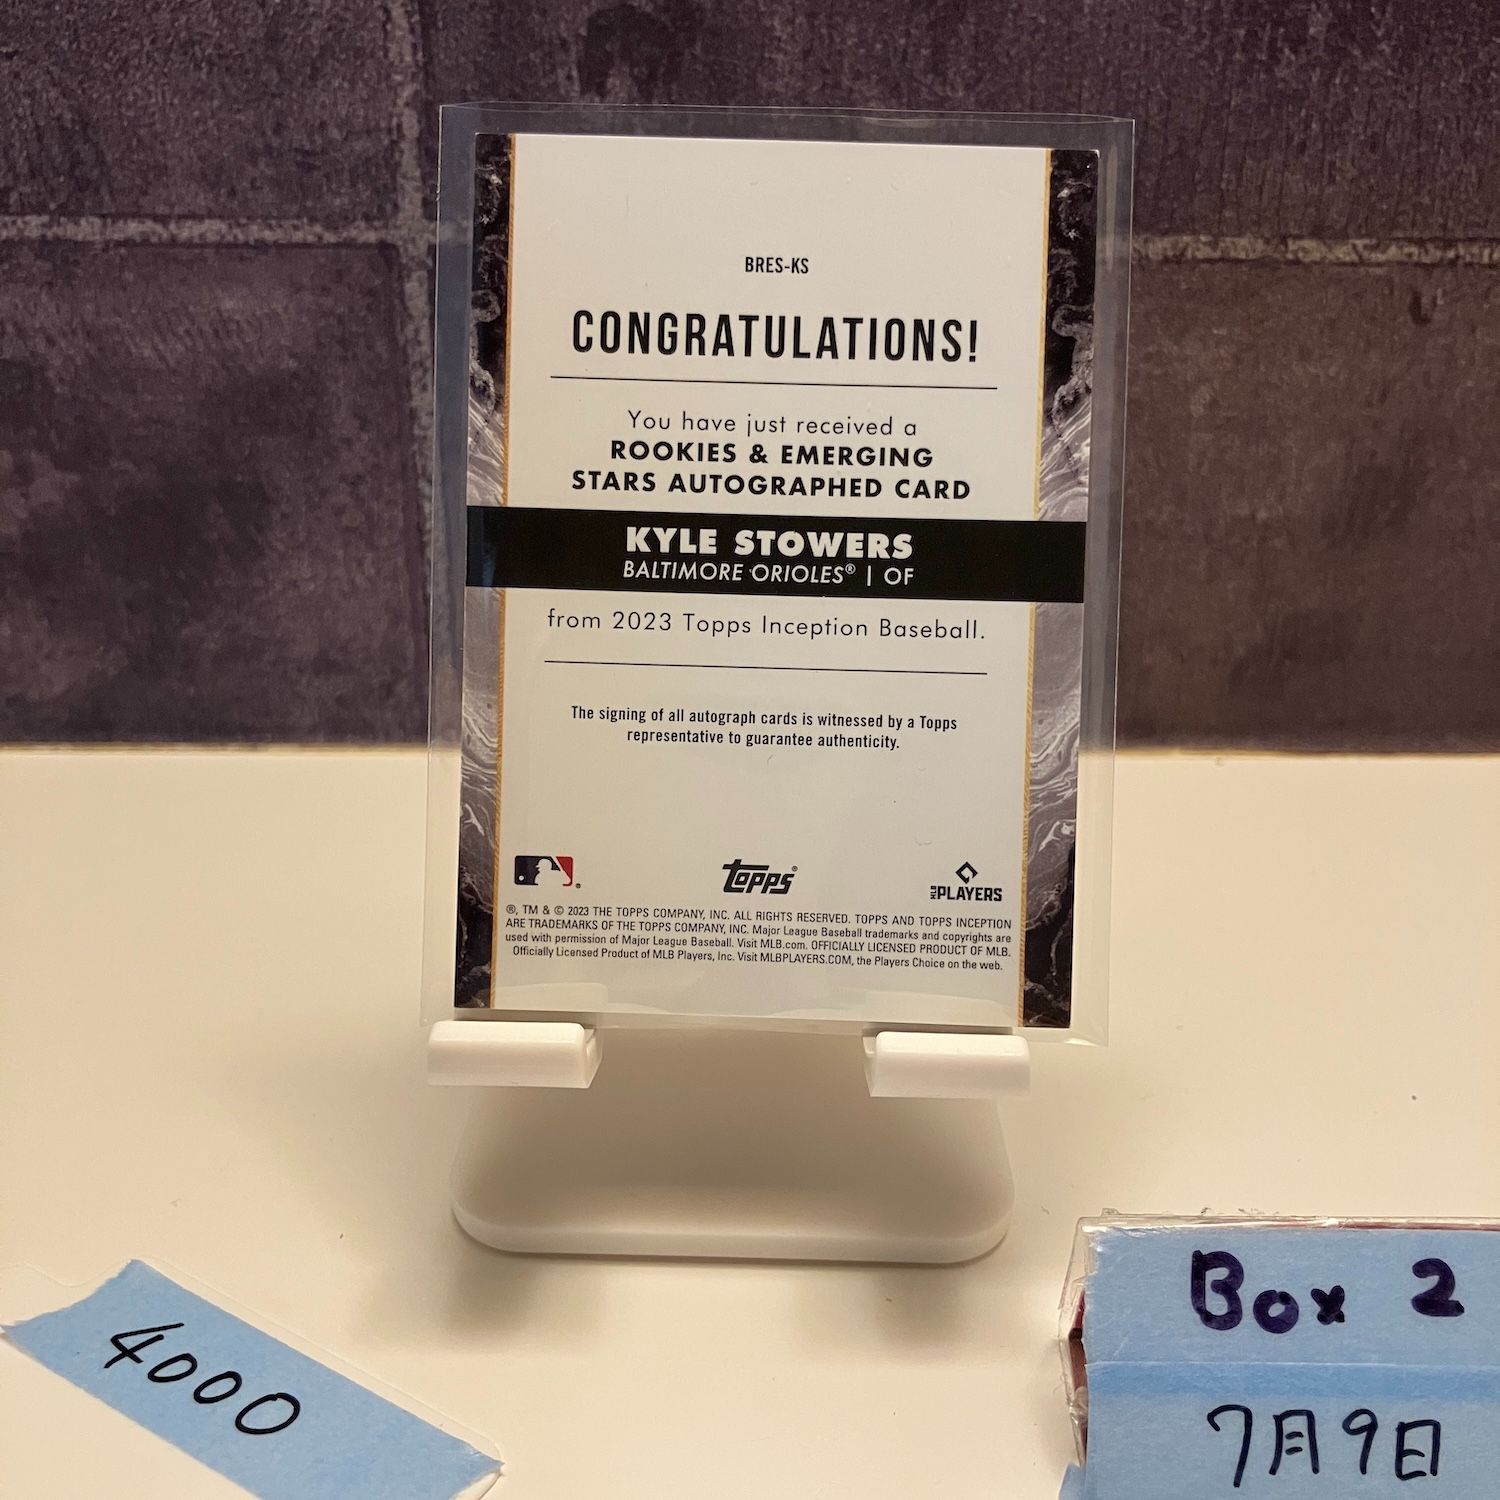 BRES-KS
CONGRATULATIONS!
You have just received a
ROOKIES & EMERGING
STARS AUTOGRAPHED CARD
KYLE STOWERS
BALTIMORE ORIOLES® | OF
from 2023 Topps Inception Baseball.
The signing of all autograph cards is witnessed by a Topps
representative to guarantee authenticity.
Topps®
MLB PLAYERS
®, TM & © 2023 THE TOPPS COMPANY, INC. ALL RIGHTS RESERVED. TOPPS AND TOPPS INCEPTION
ARE TRADEMARKS OF THE TOPPS COMPANY, INC. Major League Baseball trademarks and copyrights are
used with permission of Major League Baseball. Visit MLB.com. OFFICIALLY LICENSED PRODUCT OF MLB.
Officially Licensed Product of MLB Players, Inc. Visit MLBPLAYERS.COM, the Players Choice on the web.
4000
Box 2
7月9日